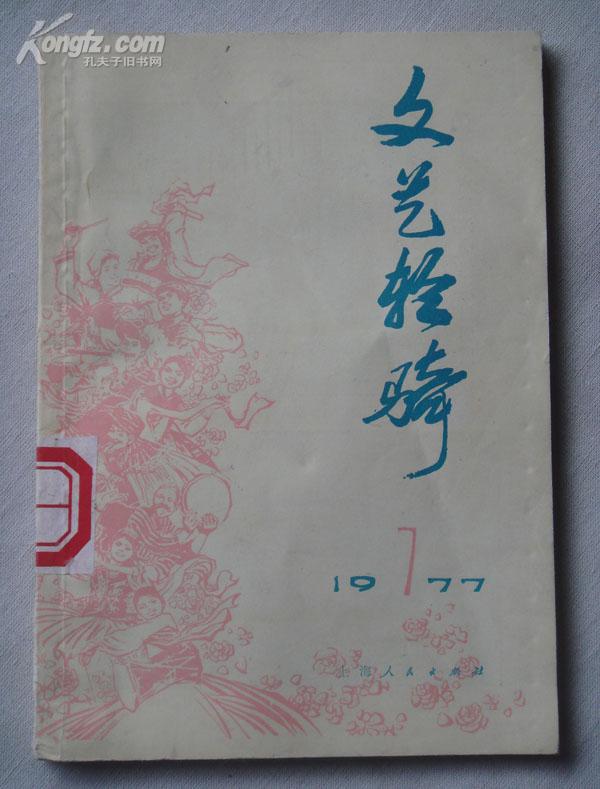 Kongfz.com
孔夫子旧书网
文艺轻骑
7
1977
上海人民出版社